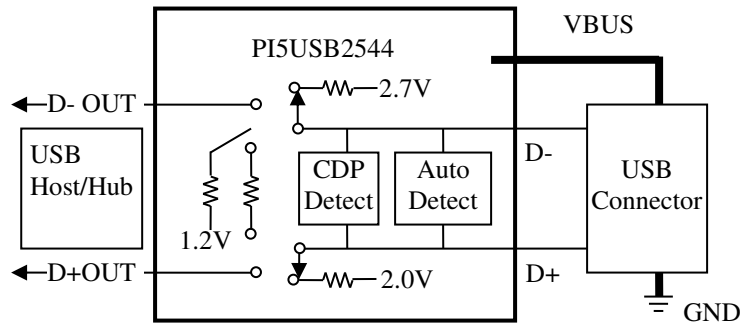 VBUS
PI5USB2544
2.7V
D- OUT
USB
Host/Hub
D-
CDP
Detect
Auto
Detect
USB
Connector
1.2V
D+OUT
2.0V
D+
GND